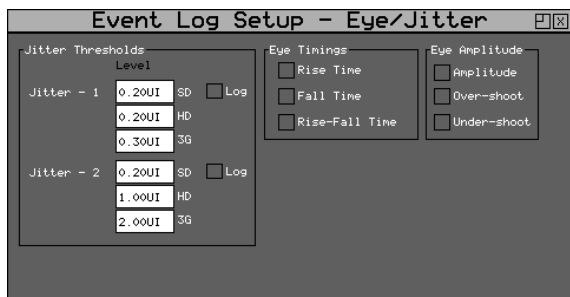 Event Log Setup - Eye/Jitter
Jitter Thresholds
Level
Jitter - 1 0.20UI SD Log
0.20UI HD
0.30UI 3G
Jitter - 2 0.20UI SD Log
1.00UI HD
2.00UI 3G
Eye Timings
Rise Time
Fall Time
Rise-Fall Time
Eye Amplitude
Amplitude
Over-shoot
Under-shoot